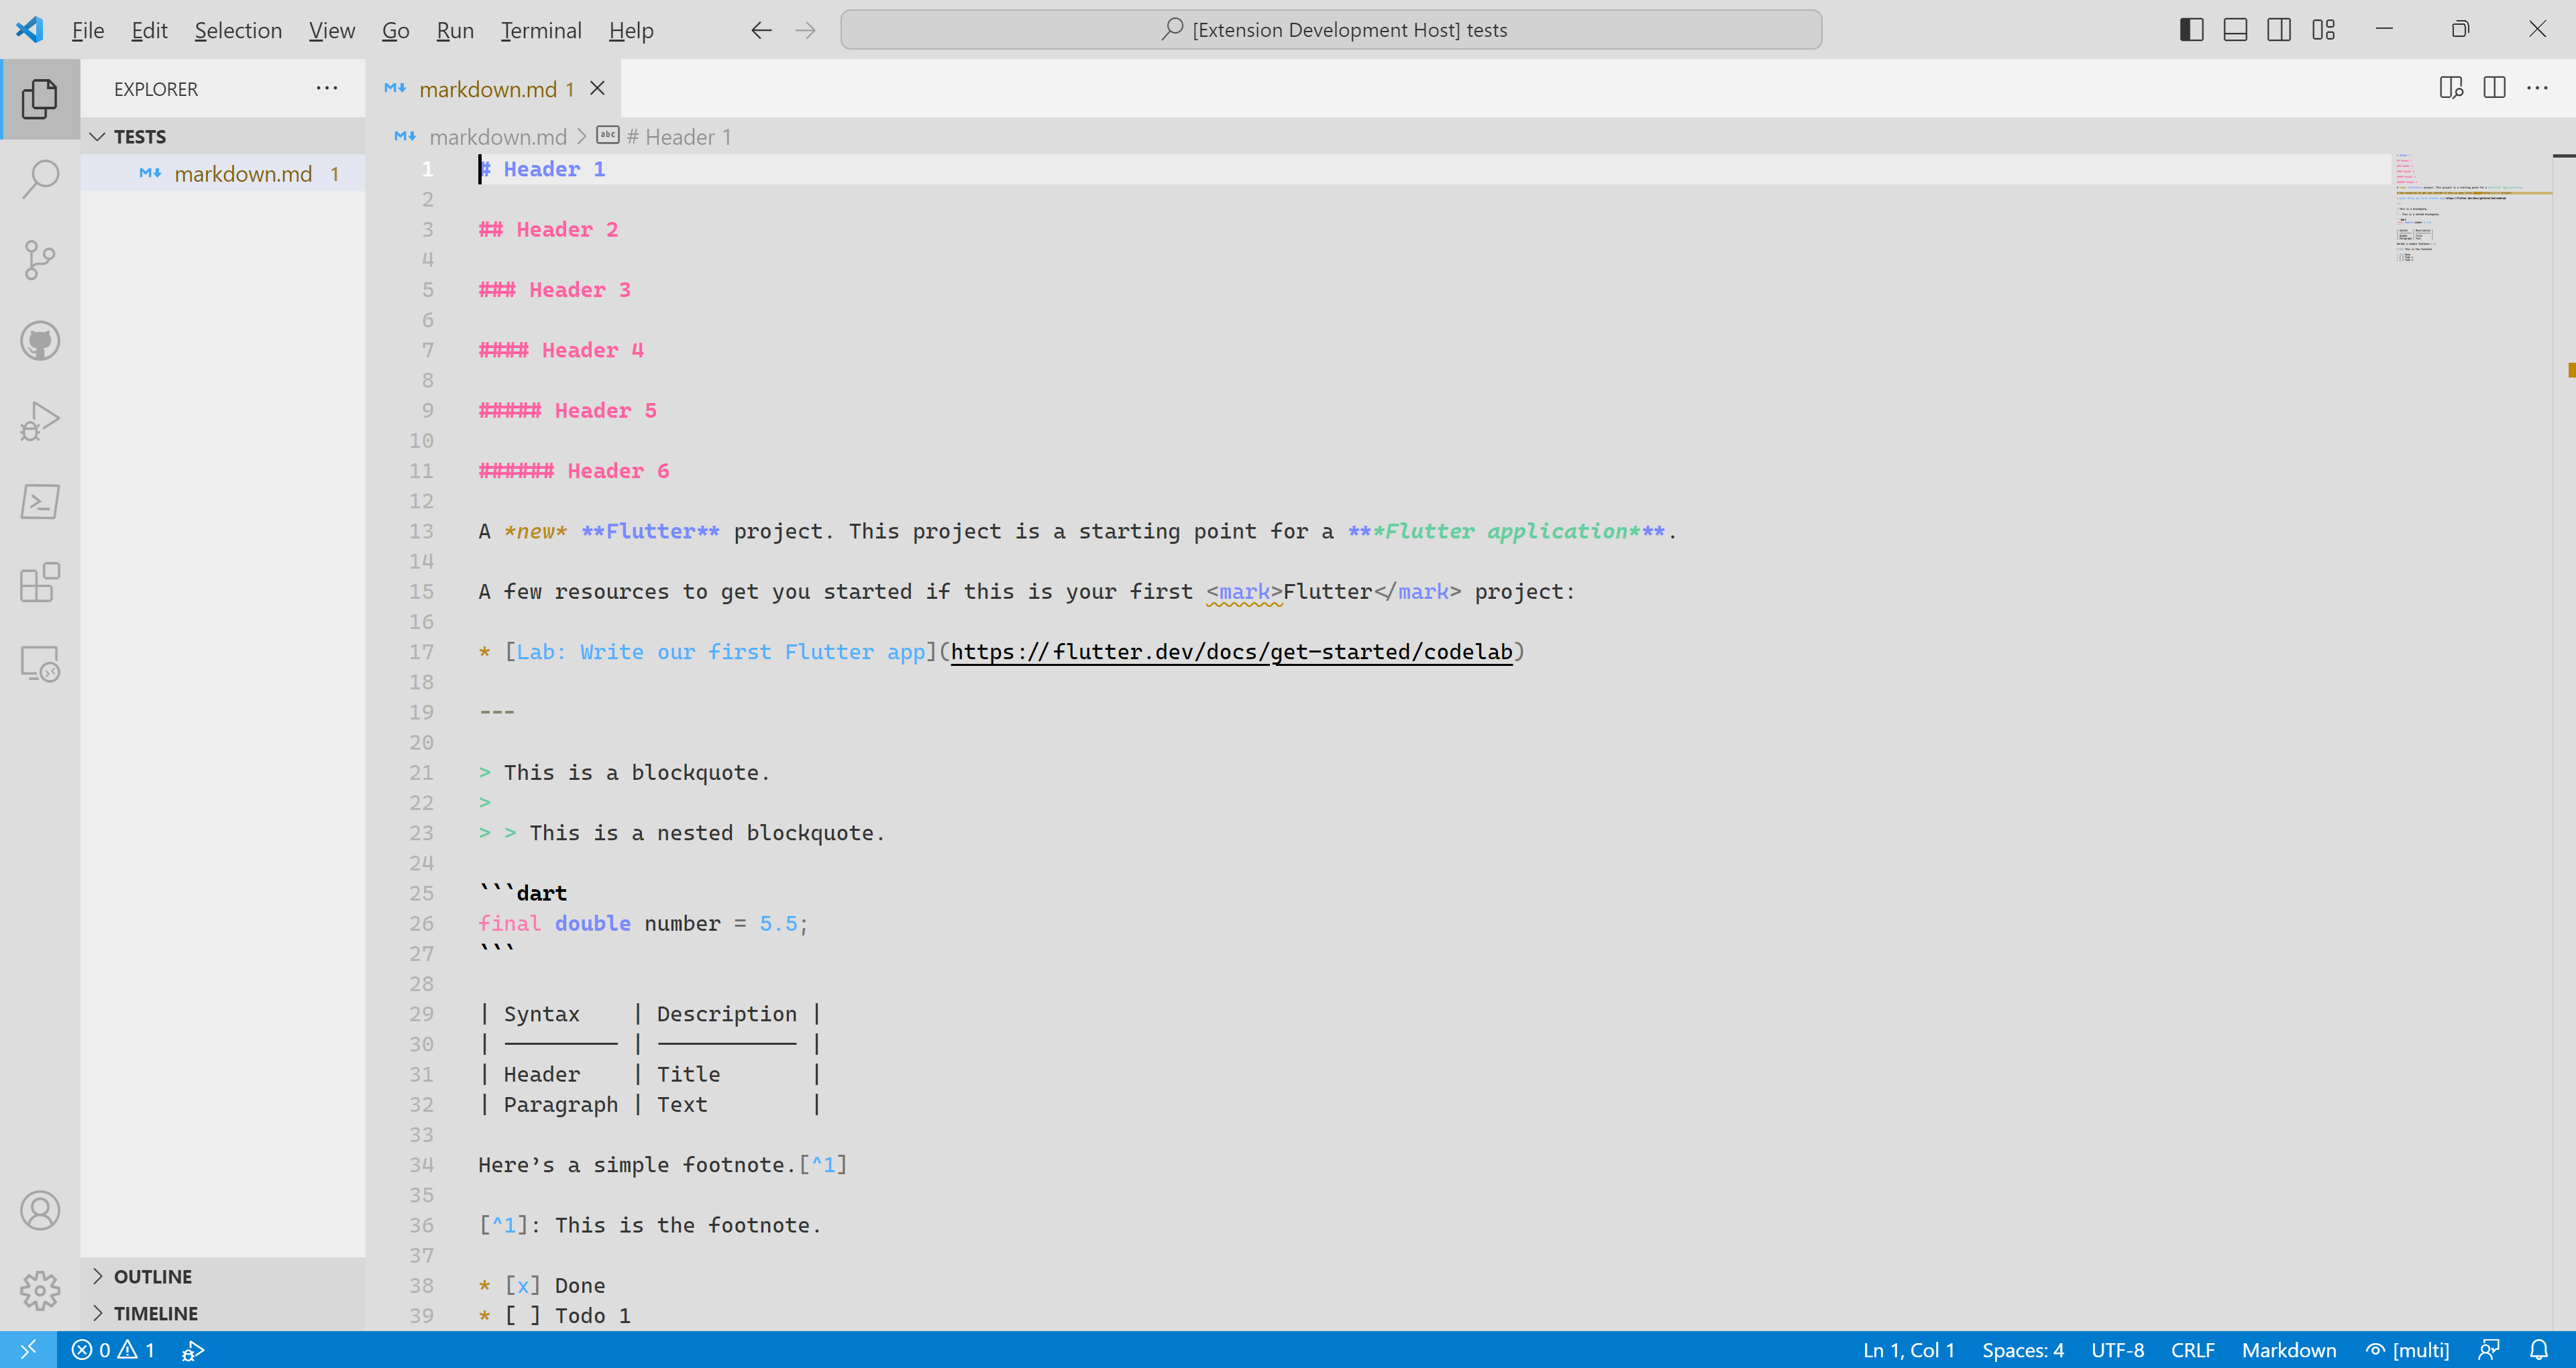 File Edit Selection View Go Run Terminal Help [Extension Development Host] tests
EXPLORER
TESTS
markdown.md 1
OUTLINE
TIMELINE
markdown.md 1
markdown.md > abc # Header 1
1 # Header 1
2
3 ## Header 2
4
5 ### Header 3
6
7 #### Header 4
8
9 ##### Header 5
10
11 ###### Header 6
12
13 A *new* **Flutter** project. This project is a starting point for a ***Flutter application***.
14
15 A few resources to get you started if this is your first <mark>Flutter</mark> project:
16
17 * [Lab: Write our first Flutter app](https://flutter.dev/docs/get-started/codelab)
18
19 ---
20
21 > This is a blockquote.
22 >
23 > > This is a nested blockquote.
24
25 ```dart
26 final double number = 5.5;
27 ```
28
29 | Syntax    | Description |
30 | --------- | ----------- |
31 | Header    | Title       |
32 | Paragraph | Text        |
33
34 Here's a simple footnote.[^1]
35
36 [^1]: This is the footnote.
37
38 * [x] Done
39 * [ ] Todo 1
0 1 Ln 1, Col 1 Spaces: 4 UTF-8 CRLF Markdown [multi]